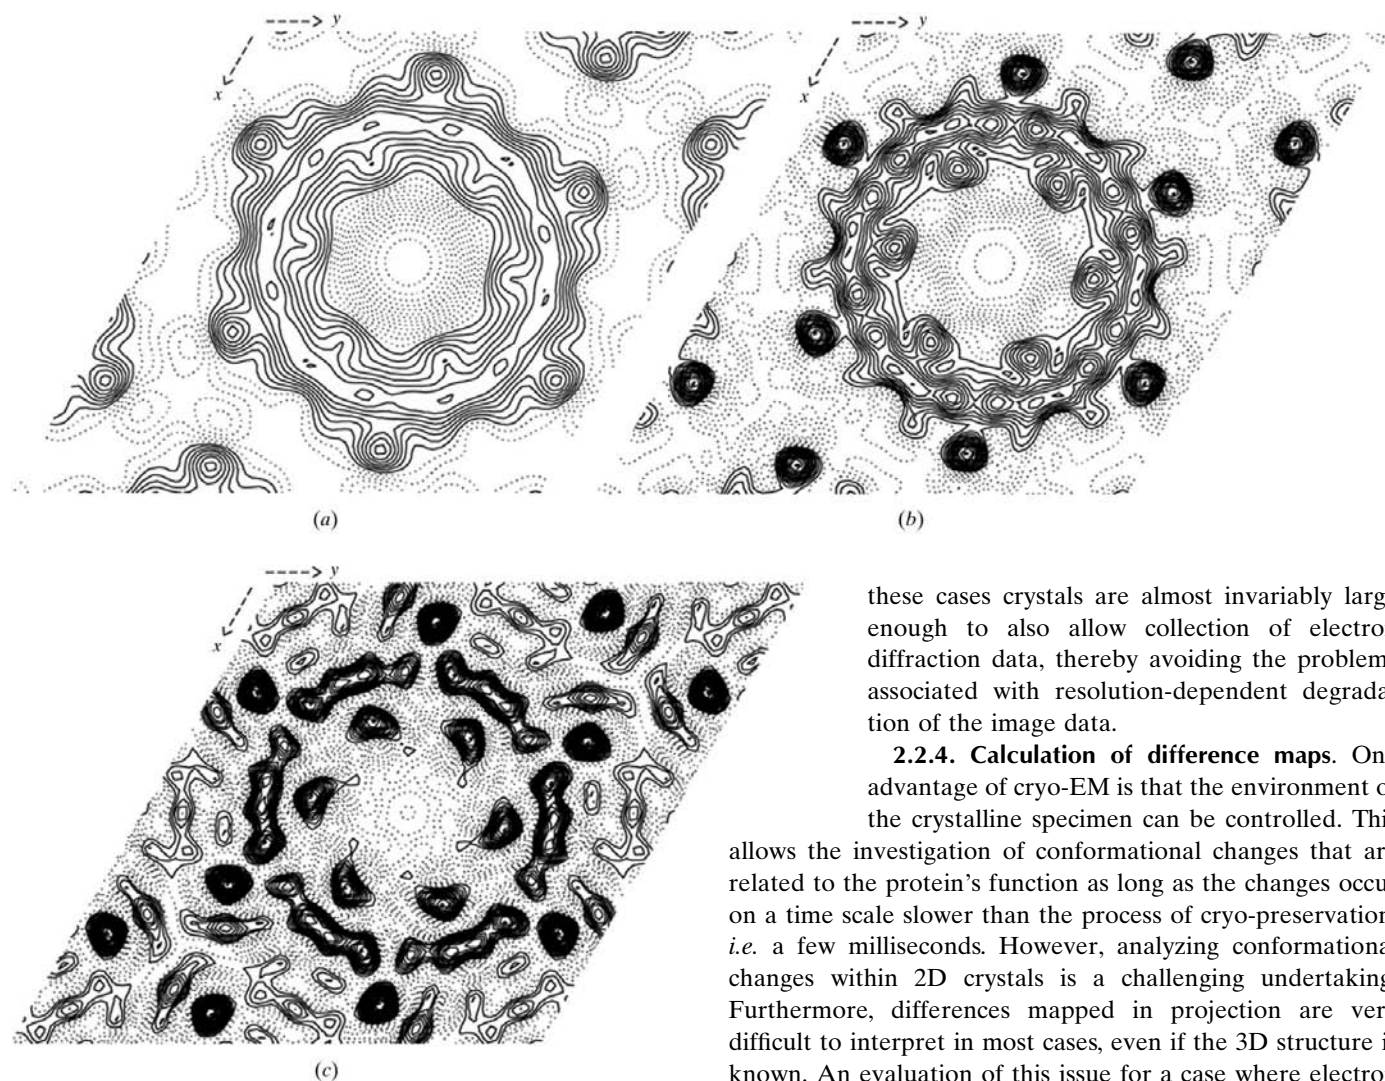 y
x
(a)
y
x
(b)
y
x
(c)
these cases crystals are almost invariably larg
enough to also allow collection of electro
diffraction data, thereby avoiding the problem
associated with resolution-dependent degrada
tion of the image data.
2.2.4. Calculation of difference maps. On
advantage of cryo-EM is that the environment o
the crystalline specimen can be controlled. Thi
allows the investigation of conformational changes that ar
related to the protein's function as long as the changes occu
on a time scale slower than the process of cryo-preservation
i.e. a few milliseconds. However, analyzing conformationa
changes within 2D crystals is a challenging undertaking
Furthermore, differences mapped in projection are ver
difficult to interpret in most cases, even if the 3D structure i
known. An evaluation of this issue for a case where electro